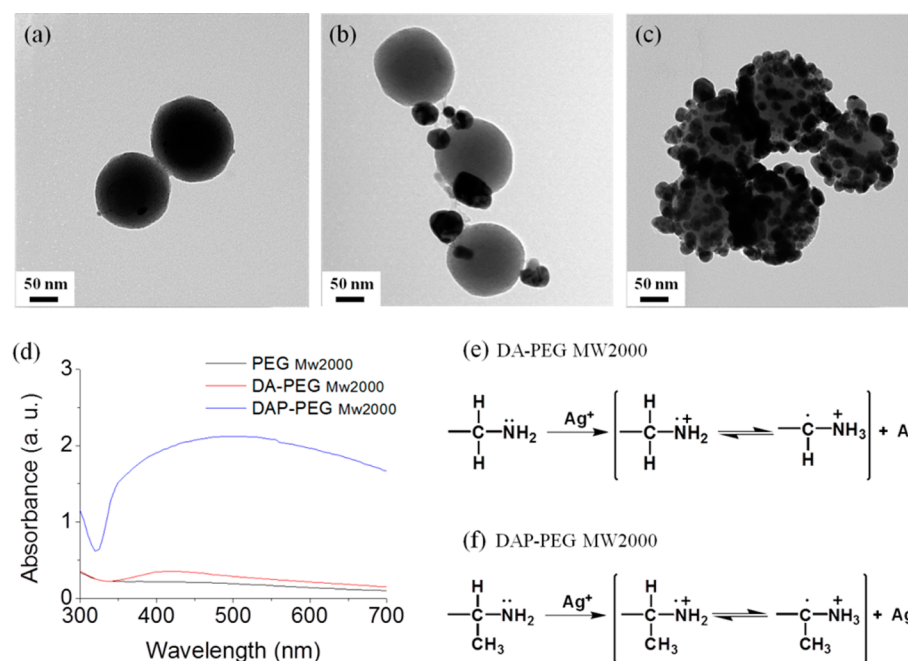 (a)
50 nm
(b)
50 nm
(c)
50 nm
(d)
PEG Mw2000
DA-PEG Mw2000
DAP-PEG Mw2000
3
2
1
0
300 400 500 600 700
Absorbance (a. u.)
Wavelength (nm)
(e) DA-PEG MW2000
H
C NH2
H
Ag+
H
C NH2
H
C NH3
H
+ A
(f) DAP-PEG MW2000
H
C NH2
CH3
Ag+
H
C NH2
CH3
C NH3
CH3
+ Ag